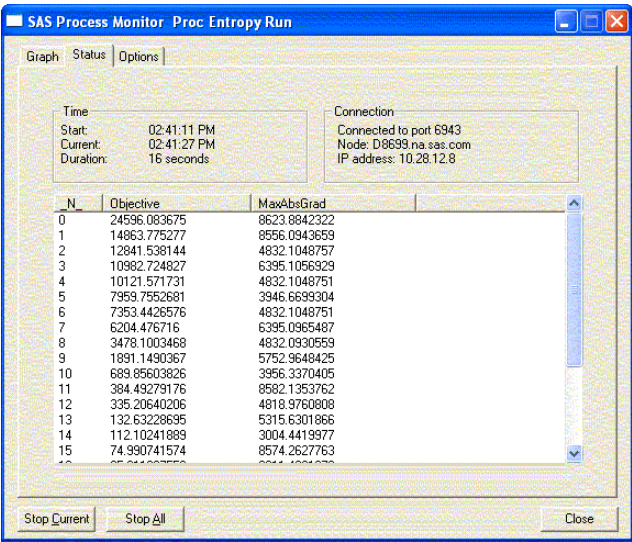 SAS Process Monitor  Proc Entropy Run
Graph Status Options
Time
Start: 02:41:11 PM
Current: 02:41:27 PM
Duration: 16 seconds
Connection
Connected to port 6943
Node: D8699.na.sas.com
IP address: 10.28.12.8
_N_ Objective MaxAbsGrad
0 24596.083675 8623.8842322
1 14863.775277 8556.0943659
2 12841.538144 4832.1048757
3 10982.724827 6395.1056929
4 10121.571731 4832.1048751
5 7959.7552681 3946.6699304
6 7353.4426576 4832.1048751
7 6204.476716 6395.0965487
8 3478.1003468 4832.0930559
9 1891.1490367 5752.9648425
10 689.85603826 3956.3370405
11 384.49279176 8582.1353762
12 335.20640206 4818.9760808
13 132.63228695 5315.6301866
14 112.10241889 3004.4419977
15 74.990741574 8574.2627763
Stop Current Stop All Close